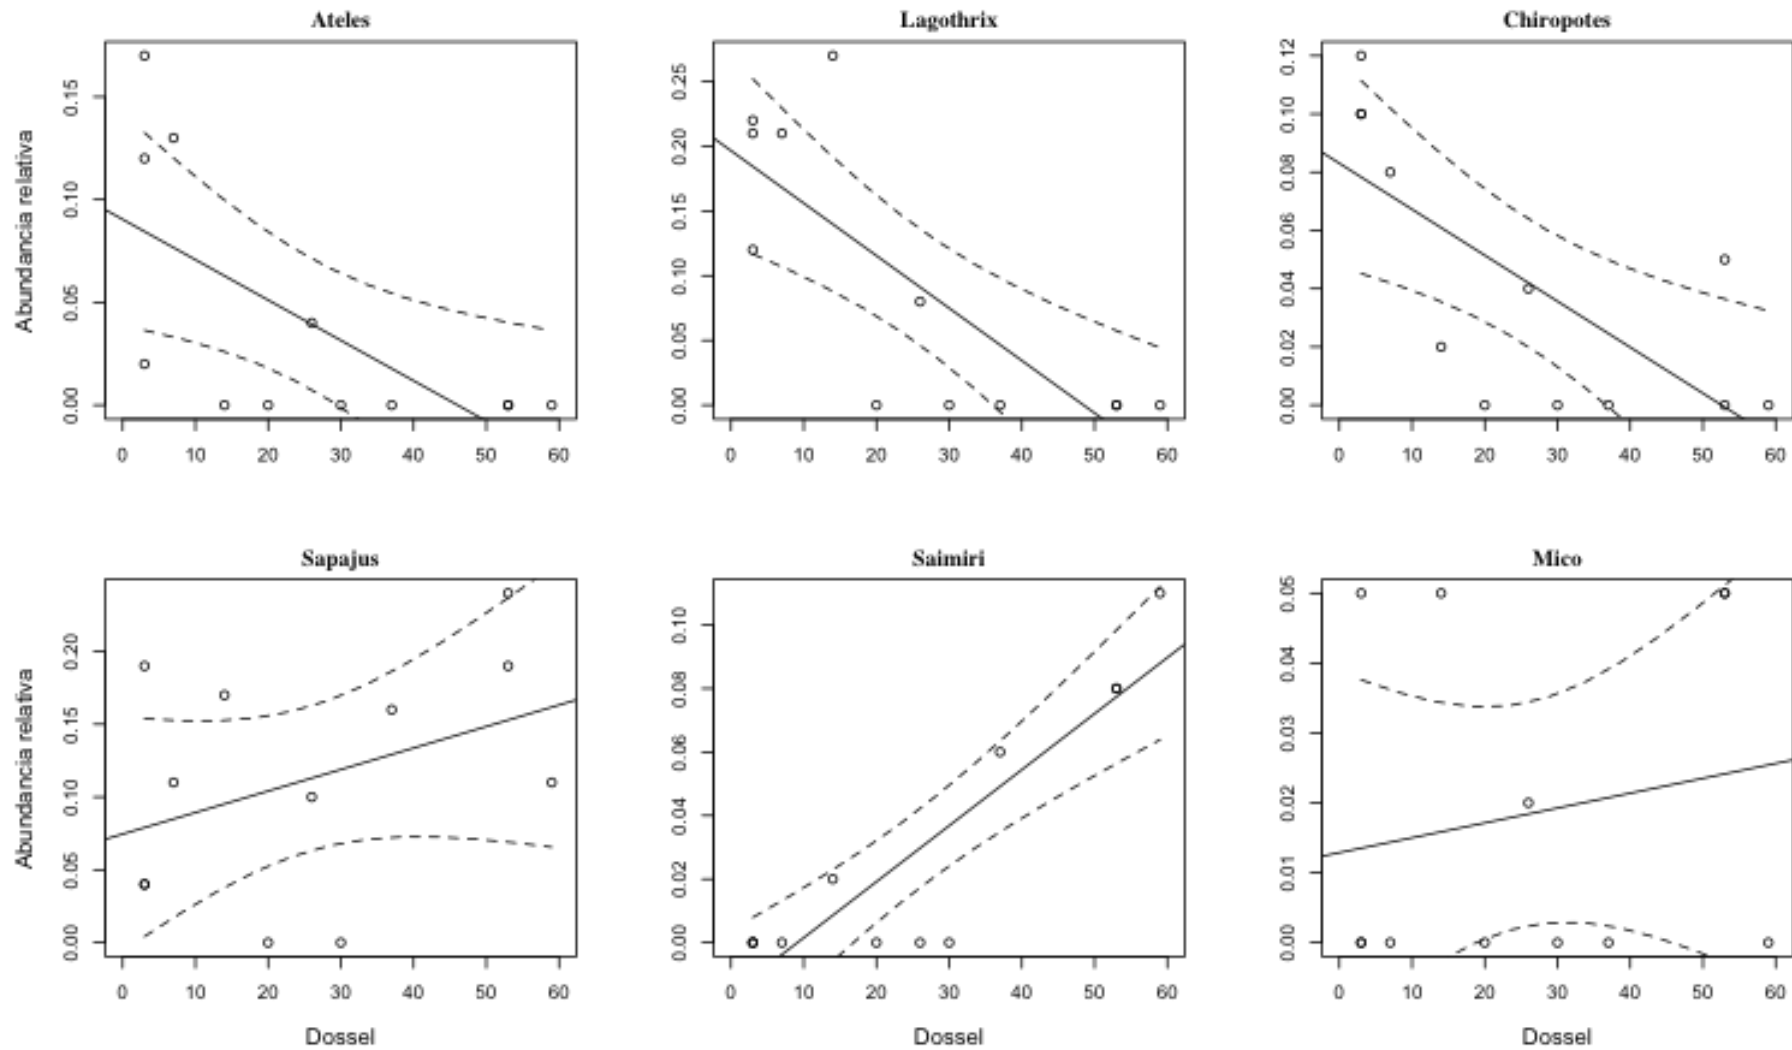 Ateles
Lagothrix
Chiropotes
Abundancia relativa
0.00 0.05 0.10 0.15
0 10 20 30 40 50 60
0.00 0.05 0.10 0.15 0.20 0.25
0 10 20 30 40 50 60
0.00 0.02 0.04 0.06 0.08 0.10 0.12
0 10 20 30 40 50 60
Sapajus
Saimiri
Mico
Abundancia relativa
0.00 0.05 0.10 0.15 0.20
0 10 20 30 40 50 60
Dossel
0.00 0.02 0.04 0.06 0.08 0.10
0 10 20 30 40 50 60
Dossel
0.00 0.01 0.02 0.03 0.04 0.05
0 10 20 30 40 50 60
Dossel